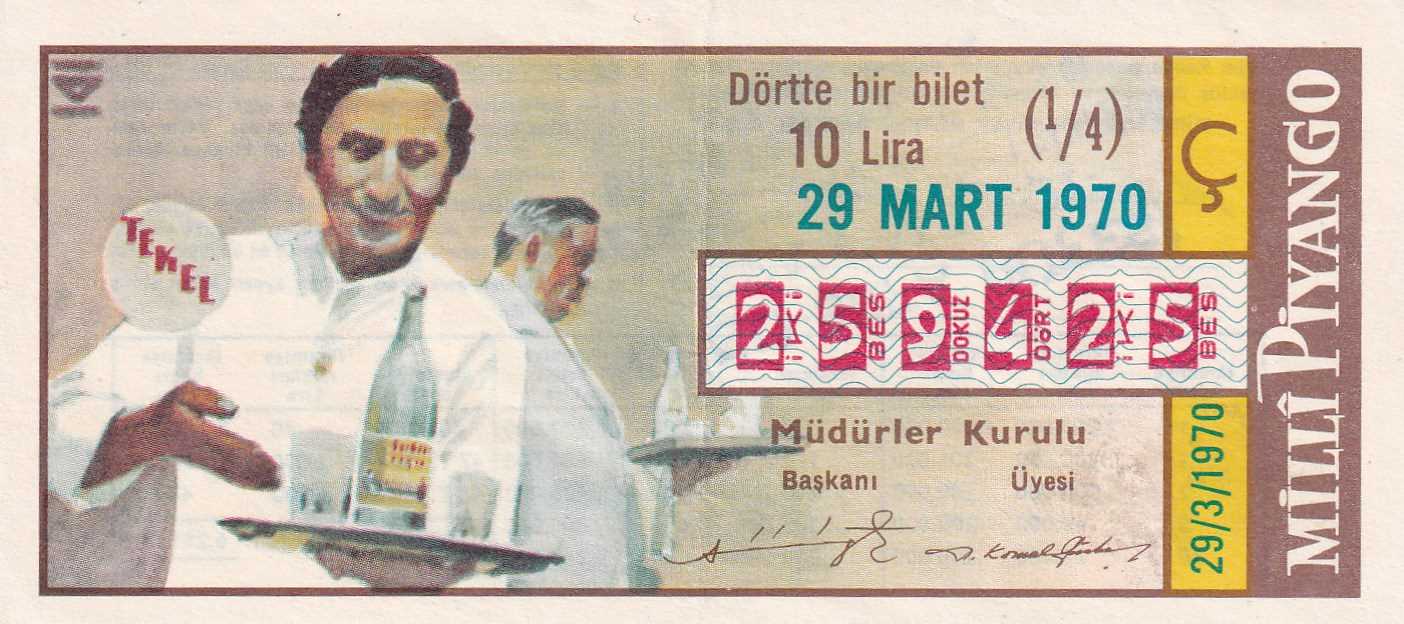 TEKEL
Dörtte bir bilet
10 Lira
(1/4)
29 MART 1970
Ç
2 İKİ 5 BEŞ 9 DOKUZ 4 DÖRT 2 İKİ 5 BEŞ
Müdürler Kurulu
Başkanı Üyesi
29/3/1970
MİLLÎ PİYANGO